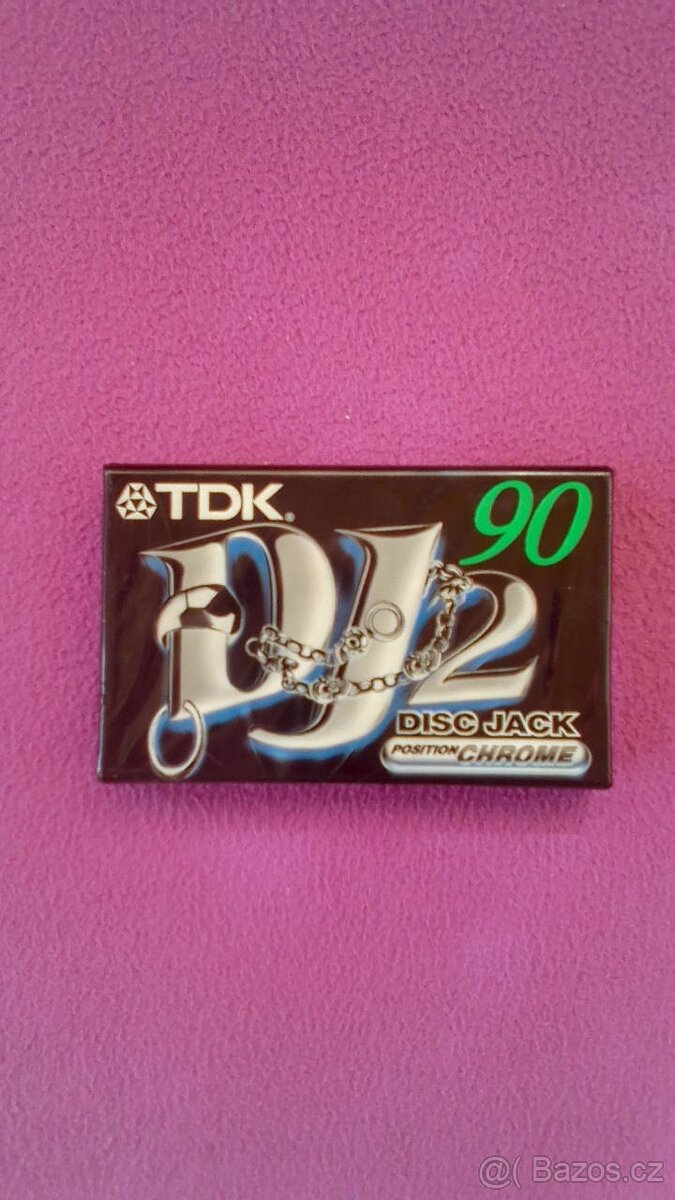 TDK®
90
DJ2
DISC JACK
POSITION CHROME
@( Bazos.cz